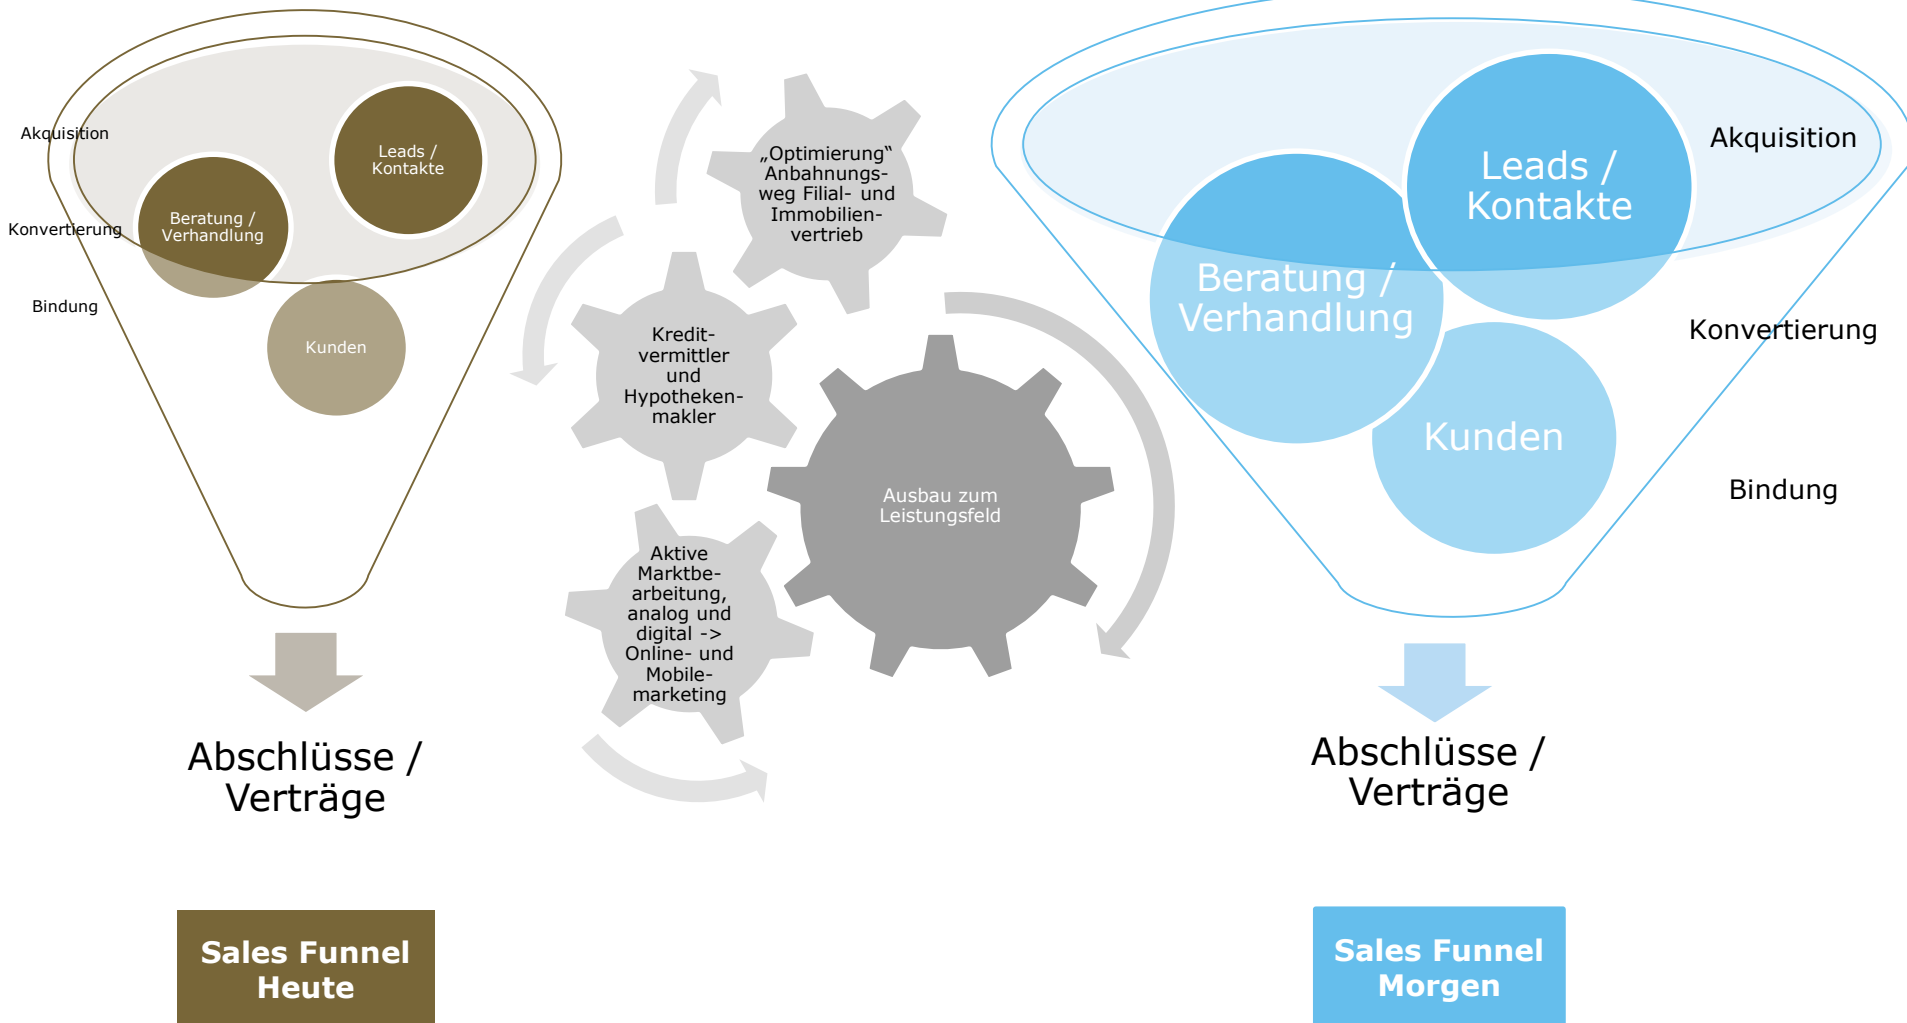 Akquisition
Konvertierung
Bindung
Leads /
Kontakte
Beratung /
Verhandlung
Kunden
Abschlüsse /
Verträge
Sales Funnel
Heute
„Optimierung“
Anbahnungs-
weg Filial- und
Immobilien-
vertrieb
Kredit-
vermittler
und
Hypotheken-
makler
Aktive
Marktbe-
arbeitung,
analog und
digital ->
Online- und
Mobile-
marketing
Ausbau zum
Leistungsfeld
Leads /
Kontakte
Beratung /
Verhandlung
Kunden
Akquisition
Konvertierung
Bindung
Abschlüsse /
Verträge
Sales Funnel
Morgen